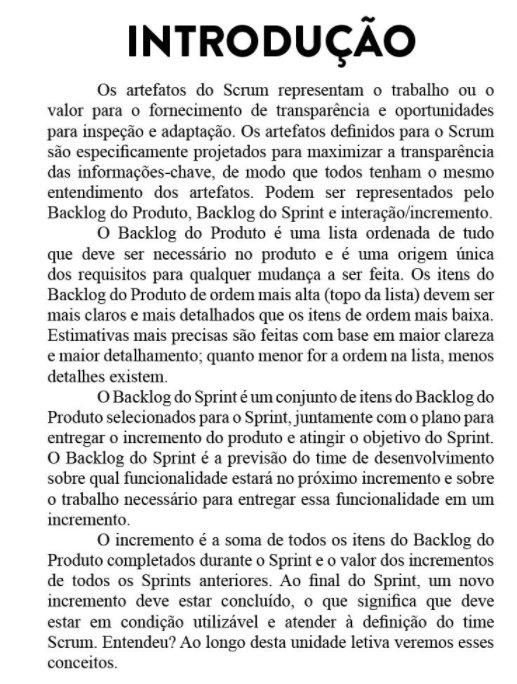 INTRODUÇÃO
Os artefatos do Scrum representam o trabalho ou o
valor para o fornecimento de transparência e oportunidades
para inspeção e adaptação. Os artefatos definidos para o Scrum
são especificamente projetados para maximizar a transparência
das informações-chave, de modo que todos tenham o mesmo
entendimento dos artefatos. Podem ser representados pelo
Backlog do Produto, Backlog do Sprint e interação/incremento.
O Backlog do Produto é uma lista ordenada de tudo
que deve ser necessário no produto e é uma origem única
dos requisitos para qualquer mudança a ser feita. Os itens do
Backlog do Produto de ordem mais alta (topo da lista) devem ser
mais claros e mais detalhados que os itens de ordem mais baixa.
Estimativas mais precisas são feitas com base em maior clareza
e maior detalhamento; quanto menor for a ordem na lista, menos
detalhes existem.
O Backlog do Sprint é um conjunto de itens do Backlog do
Produto selecionados para o Sprint, juntamente com o plano para
entregar o incremento do produto e atingir o objetivo do Sprint.
O Backlog do Sprint é a previsão do time de desenvolvimento
sobre qual funcionalidade estará no próximo incremento e sobre
o trabalho necessário para entregar essa funcionalidade em um
incremento.
O incremento é a soma de todos os itens do Backlog do
Produto completados durante o Sprint e o valor dos incrementos
de todos os Sprints anteriores. Ao final do Sprint, um novo
incremento deve estar concluído, o que significa que deve
estar em condição utilizável e atender à definição do time
Scrum. Entendeu? Ao longo desta unidade letiva veremos esses
conceitos.